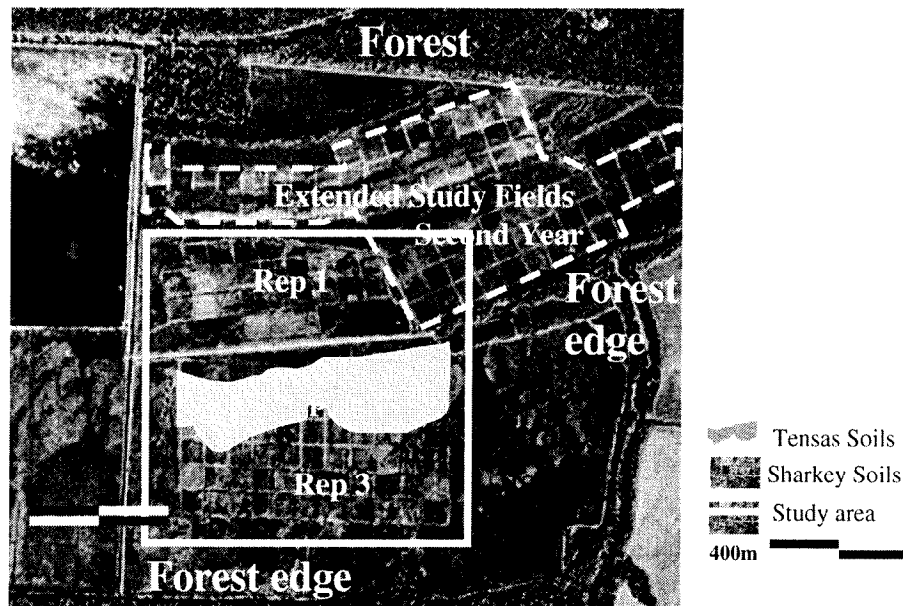 Forest
Extended Study Fields
Second Year
Rep 1
Forest
edge
Rep 3
Forest edge
Tensas Soils
Sharkey Soils
Study area
400m